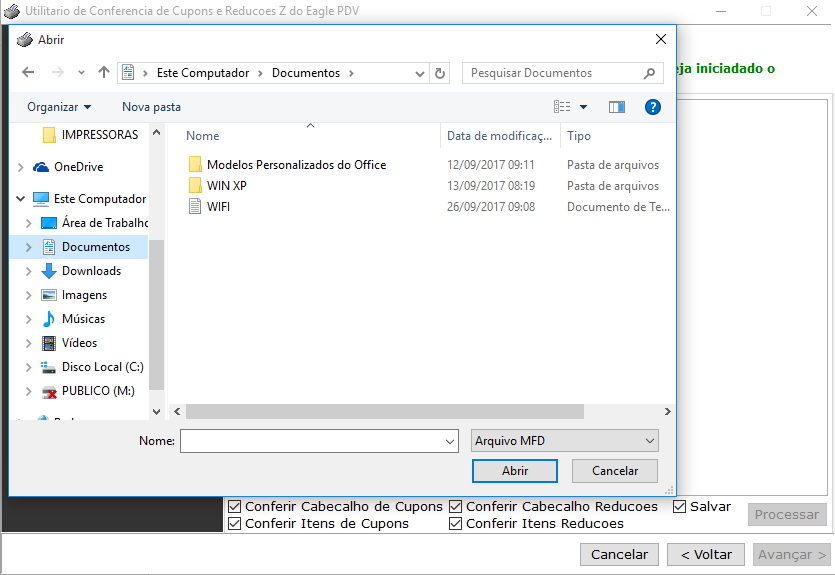 Utilitario de Conferencia de Cupons e Reducoes Z do Eagle PDV
Abrir
eja iniciadado o
Este Computador > Documentos >
Pesquisar Documentos
Organizar
Nova pasta
IMPRESSORAS
OneDrive
Este Computador
Área de Trabalho
Documentos
Downloads
Imagens
Músicas
Vídeos
Disco Local (C:)
PUBLICO (M:)
Nome
Data de modificaç...
Tipo
Modelos Personalizados do Office 12/09/2017 09:11 Pasta de arquivos
WIN XP 13/09/2017 08:19 Pasta de arquivos
WIFI 26/09/2017 09:08 Documento de Te...
Nome:
Arquivo MFD
Abrir
Cancelar
Conferir Cabecalho de Cupons
Conferir Cabecalho Reducoes
Salvar
Conferir Itens de Cupons
Conferir Itens Reducoes
Processar
Cancelar
< Voltar
Avançar >